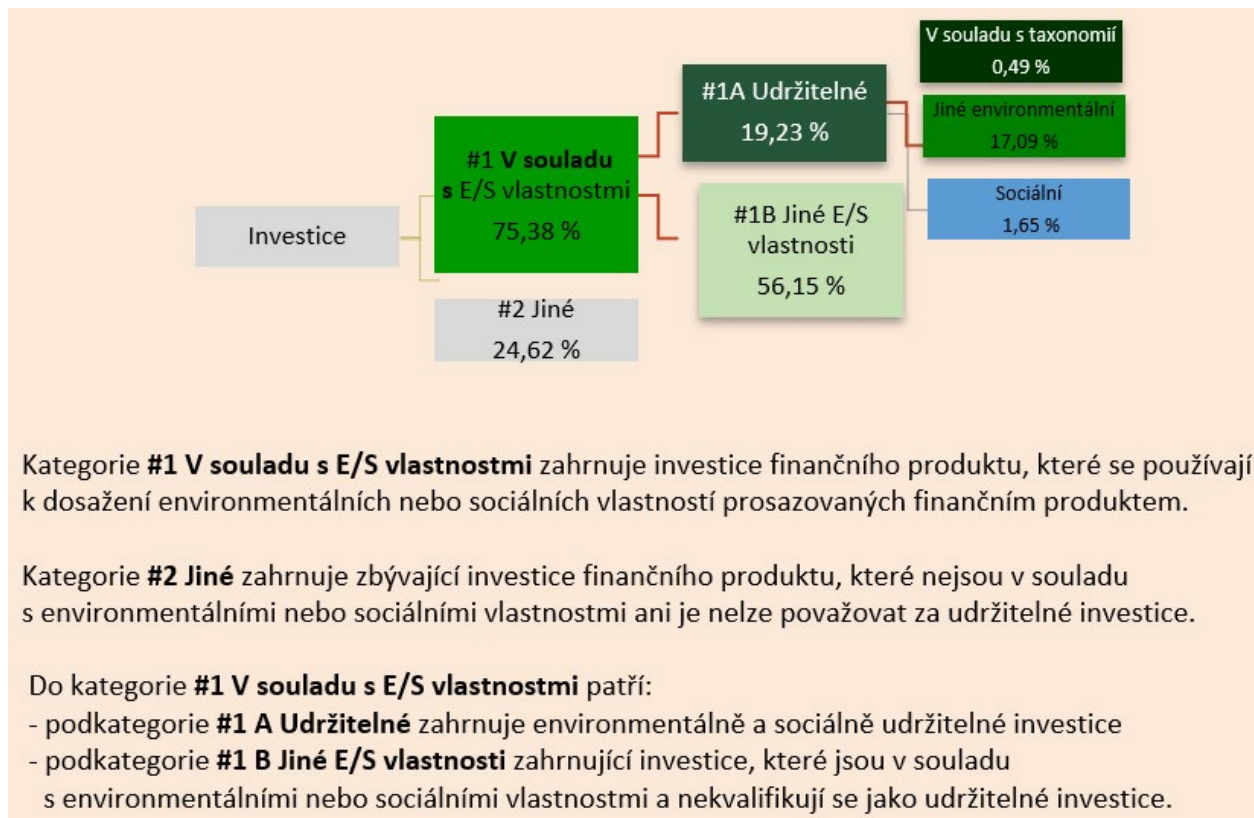 Investice
#1 V souladu
s E/S vlastnostmi
75,38 %
#2 Jiné
24,62 %
#1A Udržitelné
19,23 %
#1B Jiné E/S
vlastnosti
56,15 %
V souladu s taxonomií
0,49 %
Jiné environmentální
17,09 %
Sociální
1,65 %
Kategorie #1 V souladu s E/S vlastnostmi zahrnuje investice finančního produktu, které se používají
k dosažení environmentálních nebo sociálních vlastností prosazovaných finančním produktem.
Kategorie #2 Jiné zahrnuje zbývající investice finančního produktu, které nejsou v souladu
s environmentálními nebo sociálními vlastnostmi ani je nelze považovat za udržitelné investice.
Do kategorie #1 V souladu s E/S vlastnostmi patří:
- podkategorie #1 A Udržitelné zahrnuje environmentálně a sociálně udržitelné investice
- podkategorie #1 B Jiné E/S vlastnosti zahrnující investice, které jsou v souladu
s environmentálními nebo sociálními vlastnostmi a nekvalifikují se jako udržitelné investice.